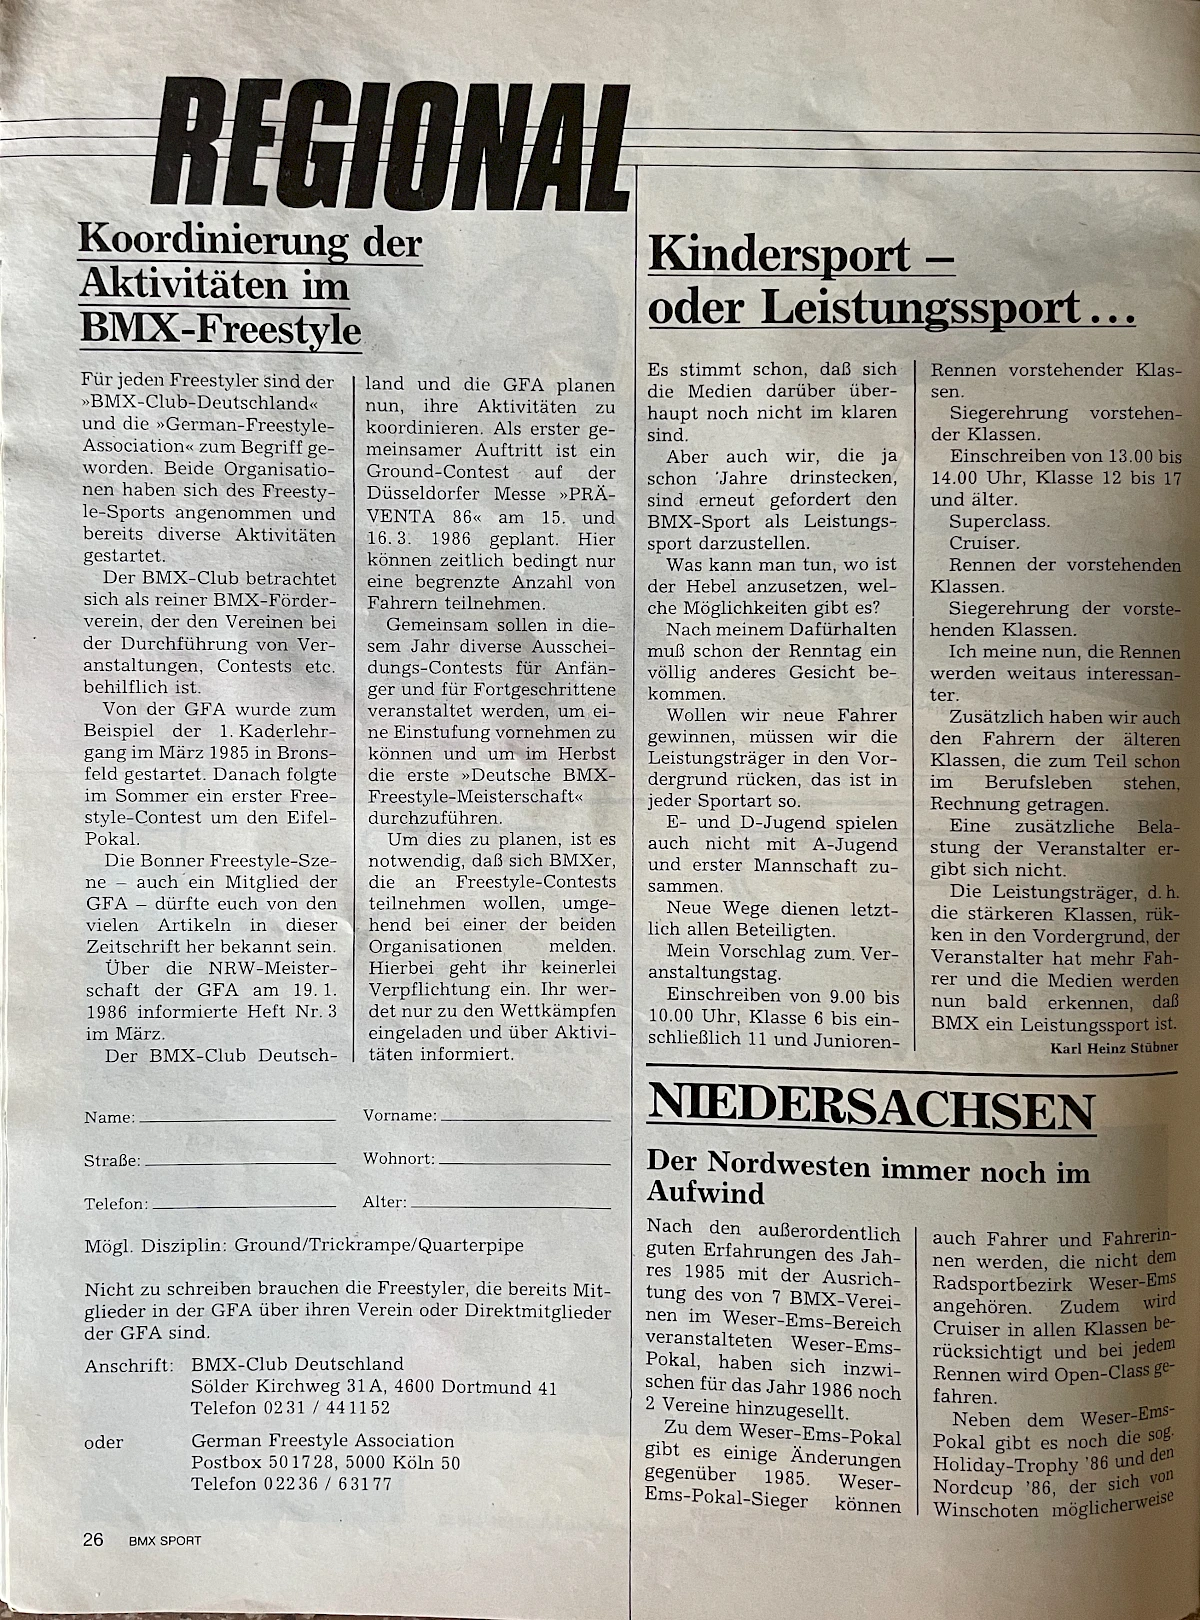 REGIONAL
Koordinierung der
Aktivitäten im
BMX-Freestyle
Für jeden Freestyler sind der
»BMX-Club-Deutschland«
und die »German-Freestyle-
Association« zum Begriff ge-
worden. Beide Organisatio-
nen haben sich des Freesty-
le-Sports angenommen und
bereits diverse Aktivitäten
gestartet.
Der BMX-Club betrachtet
sich als reiner BMX-Förder-
verein, der den Vereinen bei
der Durchführung von Ver-
anstaltungen, Contests etc.
behilflich ist.
Von der GFA wurde zum
Beispiel der 1. Kaderlehr-
gang im März 1985 in Brons-
feld gestartet. Danach folgte
im Sommer ein erster Free-
style-Contest um den Eifel-
Pokal.
Die Bonner Freestyle-Sze-
ne – auch ein Mitglied der
GFA – dürfte euch von den
vielen Artikeln in dieser
Zeitschrift her bekannt sein.
Über die NRW-Meister-
schaft der GFA am 19.1.
1986 informierte Heft Nr. 3
im März.
Der BMX-Club Deutsch-
land und die GFA planen
nun, ihre Aktivitäten zu
koordinieren. Als erster ge-
meinsamer Auftritt ist ein
Ground-Contest auf der
Düsseldorfer Messe »PRÄ-
VENTA 86« am 15. und
16.3. 1986 geplant. Hier
können zeitlich bedingt nur
eine begrenzte Anzahl von
Fahrern teilnehmen.
Gemeinsam sollen in die-
sem Jahr diverse Ausschei-
dungs-Contests für Anfän-
ger und für Fortgeschrittene
veranstaltet werden, um ei-
ne Einstufung vornehmen zu
können und um im Herbst
die erste »Deutsche BMX-
Freestyle-Meisterschaft«
durchzuführen.
Um dies zu planen, ist es
notwendig, daß sich BMXer,
die an Freestyle-Contests
teilnehmen wollen, umge-
hend bei einer der beiden
Organisationen melden.
Hierbei geht ihr keinerlei
Verpflichtung ein. Ihr wer-
det nur zu den Wettkämpfen
eingeladen und über Aktivi-
täten informiert.
Name: Vorname:
Straße: Wohnort:
Telefon: Alter:
Mögl. Disziplin: Ground/Trickrampe/Quarterpipe
Nicht zu schreiben brauchen die Freestyler, die bereits Mit-
glieder in der GFA über ihren Verein oder Direktmitglieder
der GFA sind.
Anschrift: BMX-Club Deutschland
Sölder Kirchweg 31A, 4600 Dortmund 41
Telefon 0231 / 441152
oder German Freestyle Association
Postbox 501728, 5000 Köln 50
Telefon 02236 / 63177
Kindersport –
oder Leistungssport...
Es stimmt schon, daß sich
die Medien darüber über-
haupt noch nicht im klaren
sind.
Aber auch wir, die ja
schon Jahre drinstecken,
sind erneut gefordert den
BMX-Sport als Leistungs-
sport darzustellen.
Was kann man tun, wo ist
der Hebel anzusetzen, wel-
che Möglichkeiten gibt es?
Nach meinem Dafürhalten
muß schon der Renntag ein
völlig anderes Gesicht be-
kommen.
Wollen wir neue Fahrer
gewinnen, müssen wir die
Leistungsträger in den Vor-
dergrund rücken, das ist in
jeder Sportart so.
E- und D-Jugend spielen
auch nicht mit A-Jugend
und erster Mannschaft zu-
sammen.
Neue Wege dienen letzt-
lich allen Beteiligten.
Mein Vorschlag zum Ver-
anstaltungstag.
Einschreiben von 9.00 bis
10.00 Uhr, Klasse 6 bis ein-
schließlich 11 und Junioren-
Rennen vorstehender Klas-
sen.
Siegerehrung vorstehen-
der Klassen.
Einschreiben von 13.00 bis
14.00 Uhr, Klasse 12 bis 17
und älter.
Superclass.
Cruiser.
Rennen der vorstehenden
Klassen.
Siegerehrung der vorste-
henden Klassen.
Ich meine nun, die Rennen
werden weitaus interessan-
ter.
Zusätzlich haben wir auch
den Fahrern der älteren
Klassen, die zum Teil schon
im Berufsleben stehen,
Rechnung getragen.
Eine zusätzliche Bela-
stung der Veranstalter er-
gibt sich nicht.
Die Leistungsträger, d.h.
die stärkeren Klassen, rük-
ken in den Vordergrund, der
Veranstalter hat mehr Fah-
rer und die Medien werden
nun bald erkennen, daß
BMX ein Leistungssport ist.
Karl Heinz Stübner
NIEDERSACHSEN
Der Nordwesten immer noch im
Aufwind
Nach den außerordentlich
guten Erfahrungen des Jah-
res 1985 mit der Ausrich-
tung des von 7 BMX-Verei-
nen im Weser-Ems-Bereich
veranstalteten Weser-Ems-
Pokal, haben sich inzwi-
schen für das Jahr 1986 noch
2 Vereine hinzugesellt.
Zu dem Weser-Ems-Pokal
gibt es einige Änderungen
gegenüber 1985. Weser-
Ems-Pokal-Sieger können
auch Fahrer und Fahrerin-
nen werden, die nicht dem
Radsportbezirk Weser-Ems
angehören. Zudem wird
Cruiser in allen Klassen be-
rücksichtigt und bei jedem
Rennen wird Open-Class ge-
fahren.
Neben dem Weser-Ems-
Pokal gibt es noch die sog.
Holiday-Trophy '86 und den
Nordcup '86, der sich von
Winschoten möglicherweise
26 BMX SPORT